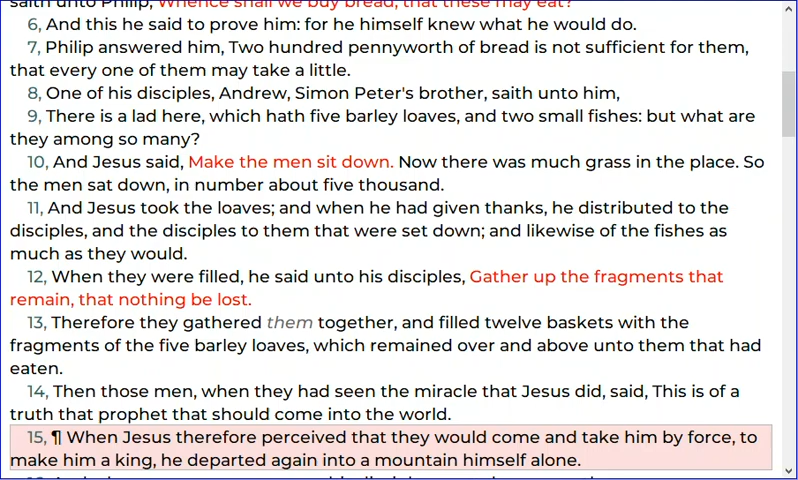 saith unto Philip, Whence shall we buy bread, that these may eat?
6, And this he said to prove him: for he himself knew what he would do.
7, Philip answered him, Two hundred pennyworth of bread is not sufficient for them,
that every one of them may take a little.
8, One of his disciples, Andrew, Simon Peter's brother, saith unto him,
9, There is a lad here, which hath five barley loaves, and two small fishes: but what are
they among so many?
10, And Jesus said, Make the men sit down. Now there was much grass in the place. So
the men sat down, in number about five thousand.
11, And Jesus took the loaves; and when he had given thanks, he distributed to the
disciples, and the disciples to them that were set down; and likewise of the fishes as
much as they would.
12, When they were filled, he said unto his disciples, Gather up the fragments that
remain, that nothing be lost.
13, Therefore they gathered them together, and filled twelve baskets with the
fragments of the five barley loaves, which remained over and above unto them that had
eaten.
14, Then those men, when they had seen the miracle that Jesus did, said, This is of a
truth that prophet that should come into the world.
15, ¶ When Jesus therefore perceived that they would come and take him by force, to
make him a king, he departed again into a mountain himself alone.